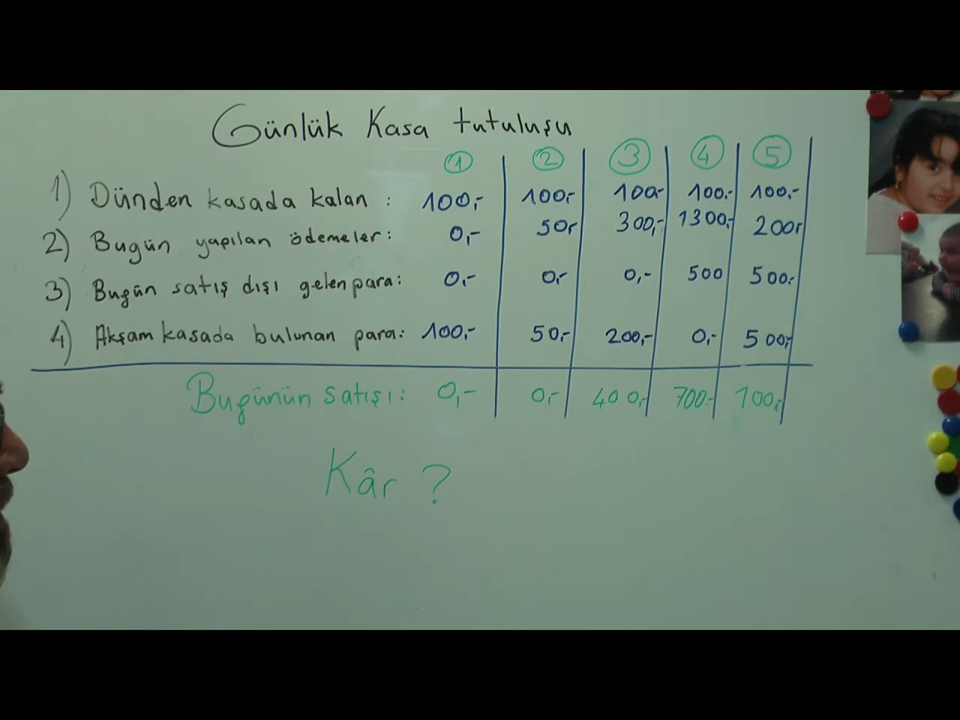 Günlük Kasa tutuluşu
1 2 3 4 5
1) Dünden kasada kalan : 100,- 100,- 100,- 100,- 100,-
2) Bugün yapılan ödemeler: 0,- 50,- 300,- 1300,- 200,-
3) Bugün satış dışı gelen para: 0,- 0,- 0,- 500 500,-
4) Akşam kasada bulunan para: 100,- 50,- 200,- 0,- 500,-
Bugünün satışı: 0,- 0,- 400,- 700,- 100,-
Kâr ?